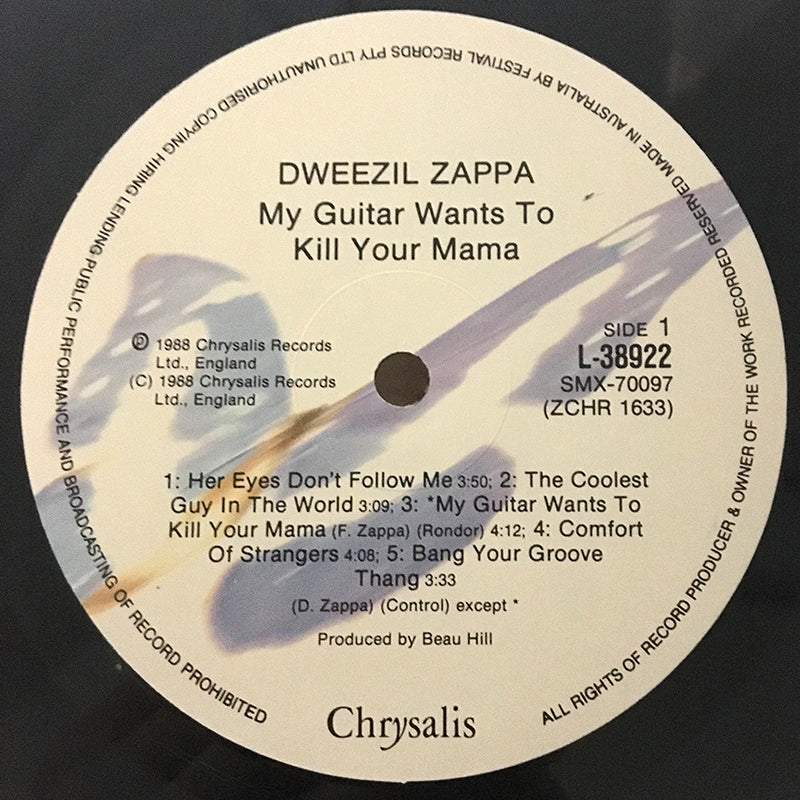 DWEEZIL ZAPPA
My Guitar Wants To
Kill Your Mama
℗ 1988 Chrysalis Records
Ltd., England
(C) 1988 Chrysalis Records
Ltd., England
SIDE 1
L-38922
SMX-70097
(ZCHR 1633)
1: Her Eyes Don't Follow Me 3:50; 2: The Coolest
Guy In The World 3:09; 3: *My Guitar Wants To
Kill Your Mama (F. Zappa) (Rondor) 4:12; 4: Comfort
Of Strangers 4:08; 5: Bang Your Groove
Thang 3:33
(D. Zappa) (Control) except *
Produced by Beau Hill
Chrysalis
ALL RIGHTS OF RECORD PRODUCER & OWNER OF THE WORK RECORDED RESERVED MADE IN AUSTRALIA BY FESTIVAL RECORDS PTY LTD UNAUTHORISED COPYING HIRING LENDING PUBLIC PERFORMANCE AND BROADCASTING OF RECORD PROHIBITED